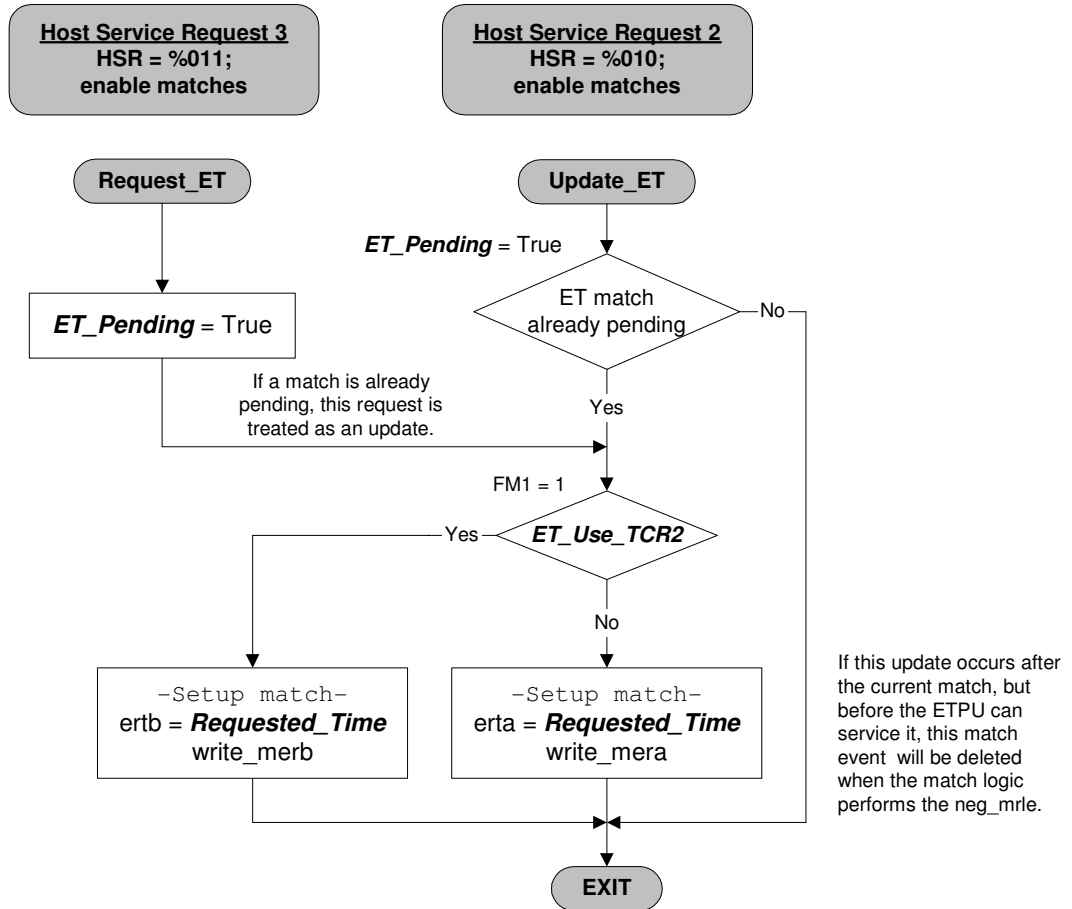 Host Service Request 3
HSR = %011;
enable matches
Host Service Request 2
HSR = %010;
enable matches
Request_ET
Update_ET
ET_Pending = True
ET match
already pending
No
ET_Pending = True
If a match is already
pending, this request is
treated as an update.
Yes
FM1 = 1
Yes
ET_Use_TCR2
No
-Setup match-
ertb = Requested_Time
write_merb
-Setup match-
erta = Requested_Time
write_mera
If this update occurs after
the current match, but
before the ETPU can
service it, this match
event will be deleted
when the match logic
performs the neg_mrle.
EXIT